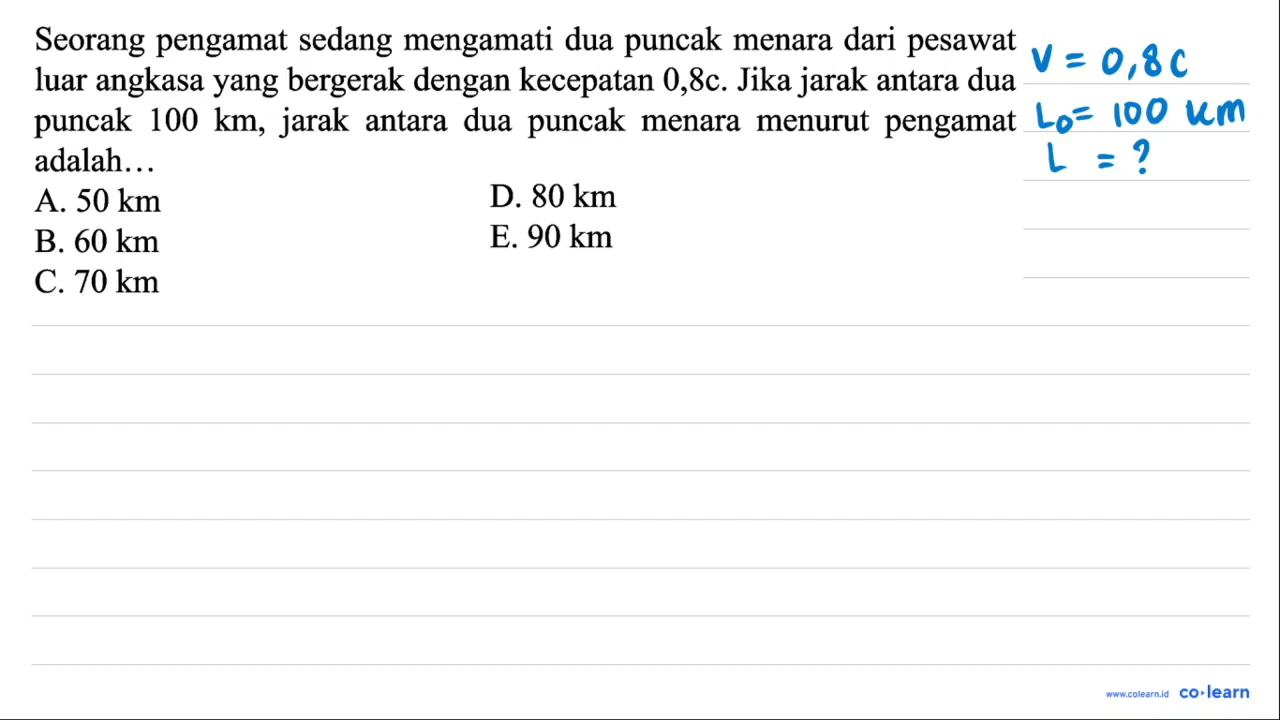 Seorang pengamat sedang mengamati dua puncak menara dari pesawat
luar angkasa yang bergerak dengan kecepatan 0,8c. Jika jarak antara dua
puncak 100 km, jarak antara dua puncak menara menurut pengamat
adalah...
A. 50 km
B. 60 km
C. 70 km
D. 80 km
E. 90 km
V = 0,8c
L₀ = 100 km
L = ?
www.colearn.id
co·learn